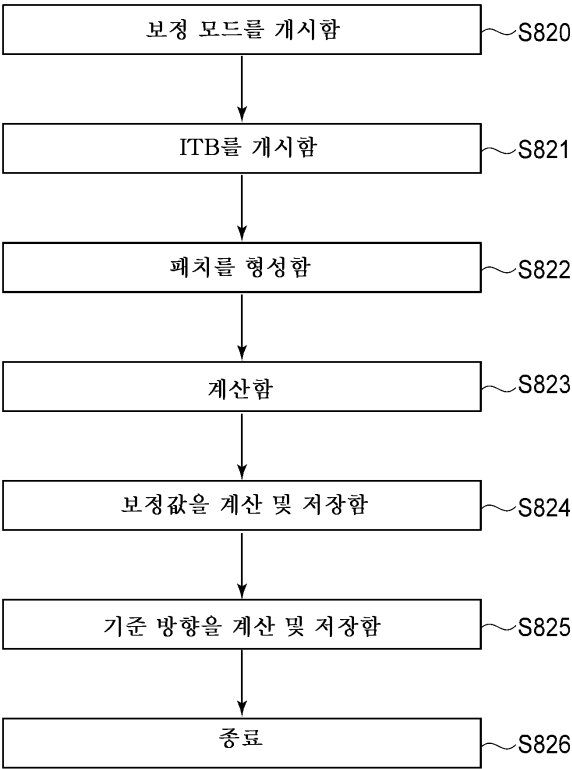 보정 모드를 개시함
S820
ITB를 개시함
S821
패치를 형성함
S822
계산함
S823
보정값을 계산 및 저장함
S824
기준 방향을 계산 및 저장함
S825
종료
S826